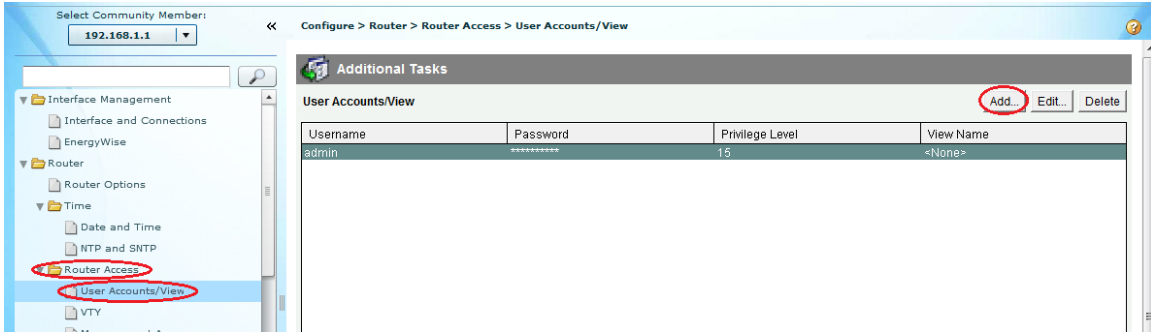 Select Community Member:
192.168.1.1
Configure > Router > Router Access > User Accounts/View
Interface Management
Interface and Connections
EnergyWise
Router
Router Options
Time
Date and Time
NTP and SNTP
Router Access
User Accounts/View
VTY
Additional Tasks
User Accounts/View
Add... Edit... Delete
Username Password Privilege Level View Name
admin ********** 15 <None>